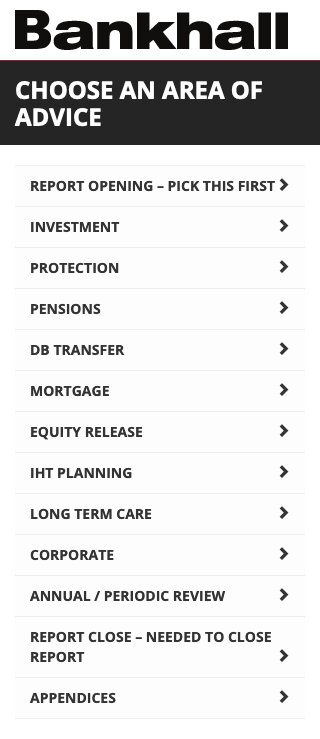 Bankhall
CHOOSE AN AREA OF
ADVICE
REPORT OPENING – PICK THIS FIRST
INVESTMENT
PROTECTION
PENSIONS
DB TRANSFER
MORTGAGE
EQUITY RELEASE
IHT PLANNING
LONG TERM CARE
CORPORATE
ANNUAL / PERIODIC REVIEW
REPORT CLOSE – NEEDED TO CLOSE
REPORT
APPENDICES